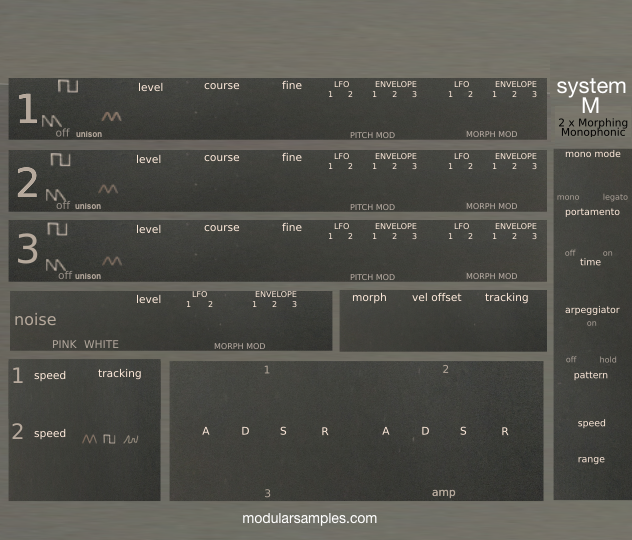 system
M
2 x Morphing
Monophonic
1 level course fine LFO ENVELOPE LFO ENVELOPE
1 2 1 2 3 1 2 1 2 3
off unison PITCH MOD MORPH MOD
2 level course fine LFO ENVELOPE LFO ENVELOPE
1 2 1 2 3 1 2 1 2 3
off unison PITCH MOD MORPH MOD
3 level course fine LFO ENVELOPE LFO ENVELOPE
1 2 1 2 3 1 2 1 2 3
off unison PITCH MOD MORPH MOD
noise level LFO ENVELOPE
1 2 1 2 3
PINK WHITE MORPH MOD
morph vel offset tracking
1 speed tracking
2 speed
1 2
A D S R A D S R
3 amp
mono mode
mono legato
portamento
off on
time
arpeggiator
on
off hold
pattern
speed
range
modularsamples.com